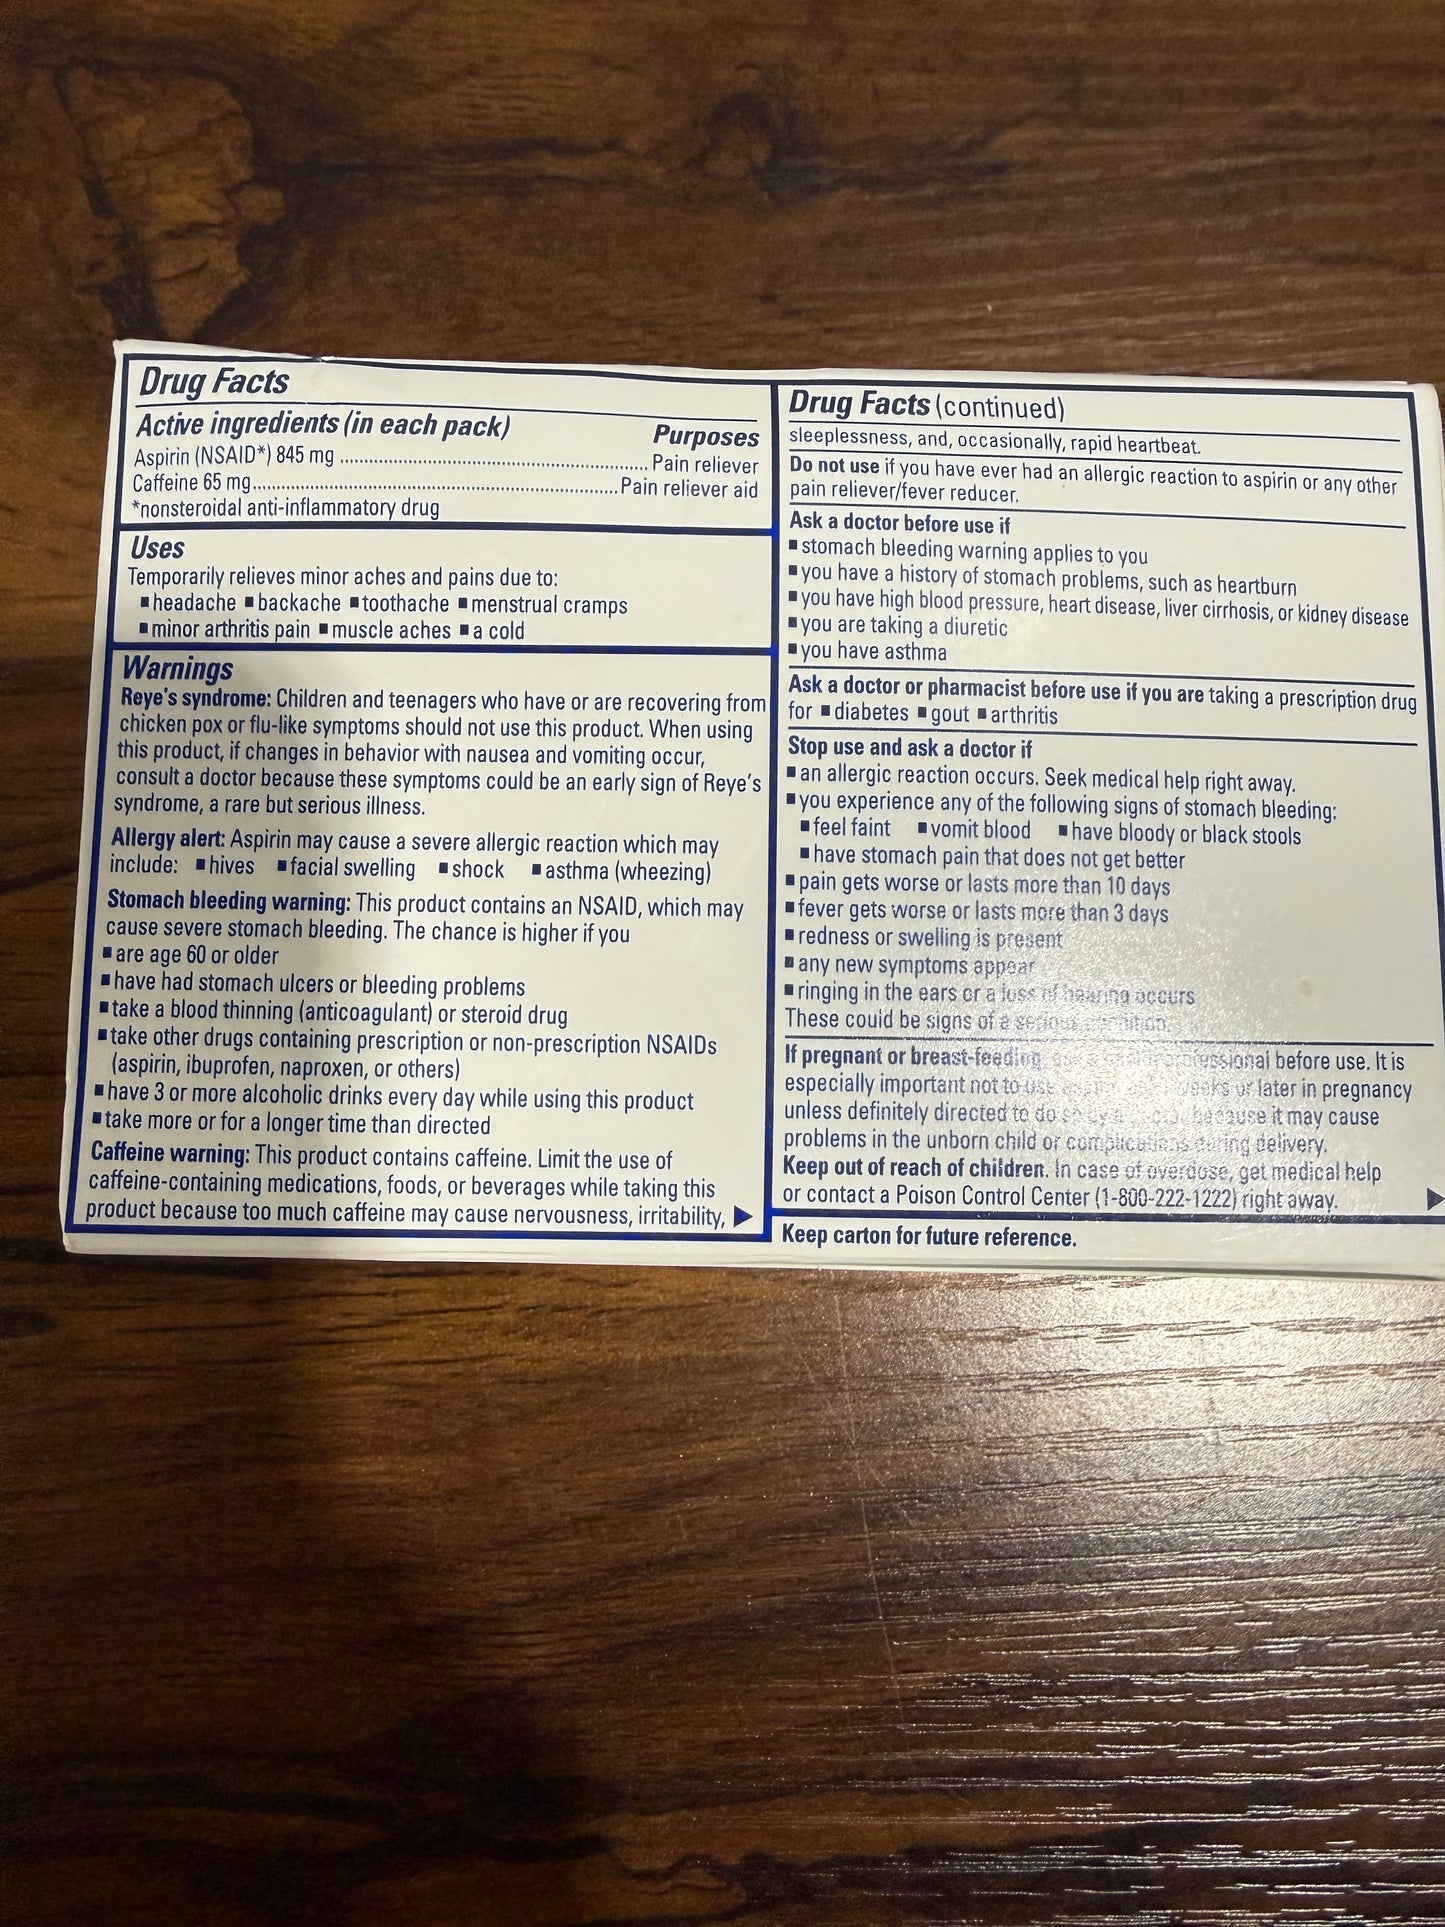 Drug Facts
Active ingredients (in each pack) Purposes
Aspirin (NSAID*) 845 mg ........ Pain reliever
Caffeine 65 mg ........ Pain reliever aid
*nonsteroidal anti-inflammatory drug
Uses
Temporarily relieves minor aches and pains due to:
■ headache ■ backache ■ toothache ■ menstrual cramps
■ minor arthritis pain ■ muscle aches ■ a cold
Warnings
Reye's syndrome: Children and teenagers who have or are recovering from
chicken pox or flu-like symptoms should not use this product. When using
this product, if changes in behavior with nausea and vomiting occur,
consult a doctor because these symptoms could be an early sign of Reye's
syndrome, a rare but serious illness.
Allergy alert: Aspirin may cause a severe allergic reaction which may
include: ■ hives ■ facial swelling ■ shock ■ asthma (wheezing)
Stomach bleeding warning: This product contains an NSAID, which may
cause severe stomach bleeding. The chance is higher if you
■ are age 60 or older
■ have had stomach ulcers or bleeding problems
■ take a blood thinning (anticoagulant) or steroid drug
■ take other drugs containing prescription or non-prescription NSAIDs
(aspirin, ibuprofen, naproxen, or others)
■ have 3 or more alcoholic drinks every day while using this product
■ take more or for a longer time than directed
Caffeine warning: This product contains caffeine. Limit the use of
caffeine-containing medications, foods, or beverages while taking this
product because too much caffeine may cause nervousness, irritability, ▶
Drug Facts (continued)
sleeplessness, and, occasionally, rapid heartbeat.
Do not use if you have ever had an allergic reaction to aspirin or any other
pain reliever/fever reducer.
Ask a doctor before use if
■ stomach bleeding warning applies to you
■ you have a history of stomach problems, such as heartburn
■ you have high blood pressure, heart disease, liver cirrhosis, or kidney disease
■ you are taking a diuretic
■ you have asthma
Ask a doctor or pharmacist before use if you are taking a prescription drug
for ■ diabetes ■ gout ■ arthritis
Stop use and ask a doctor if
■ an allergic reaction occurs. Seek medical help right away.
■ you experience any of the following signs of stomach bleeding:
■ feel faint ■ vomit blood ■ have bloody or black stools
■ have stomach pain that does not get better
■ pain gets worse or lasts more than 10 days
■ fever gets worse or lasts more than 3 days
■ redness or swelling is present
■ any new symptoms appear
■ ringing in the ears or a loss of hearing occurs
These could be signs of a serious condition.
If pregnant or breast-feeding, ask a professional before use. It is
especially important not to use weeks or later in pregnancy
unless definitely directed to do so by a because it may cause
problems in the unborn child or complications during delivery.
Keep out of reach of children. In case of overdose, get medical help
or contact a Poison Control Center (1-800-222-1222) right away. ▶
Keep carton for future reference.